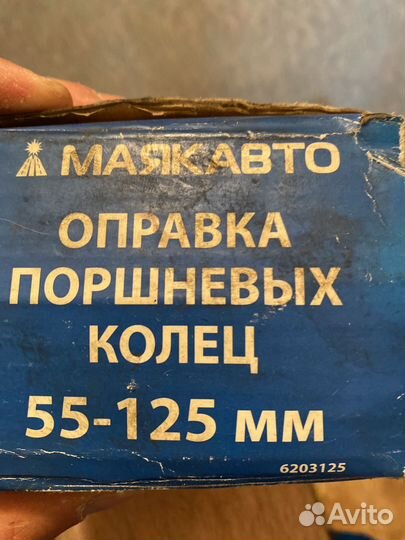 МАЯКАВТО
ОПРАВКА
ПОРШНЕВЫХ
КОЛЕЦ
55-125 мм
6203125
Avito